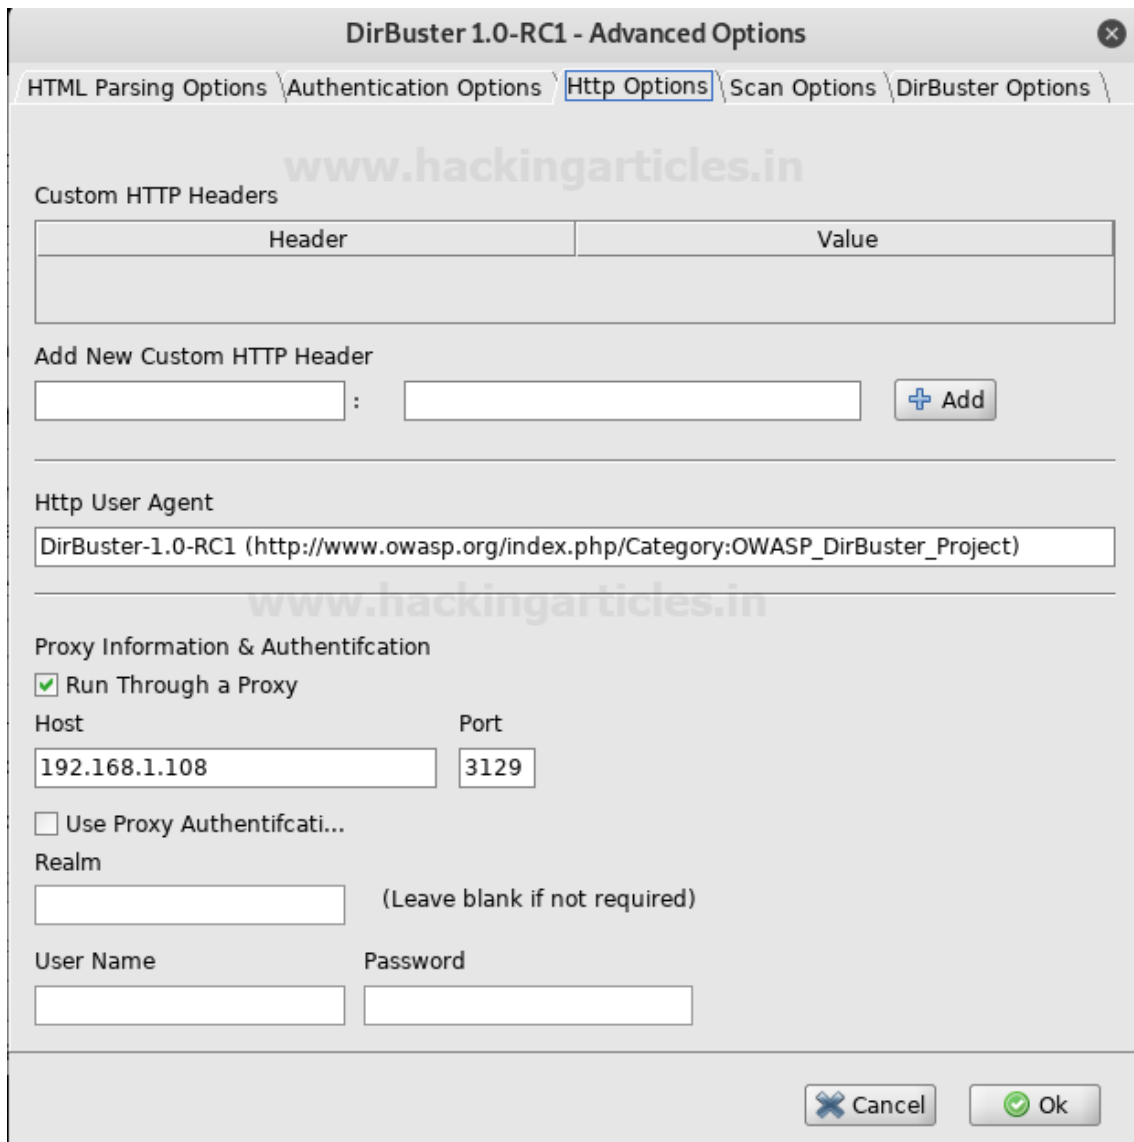 DirBuster 1.0-RC1 - Advanced Options
HTML Parsing Options Authentication Options Http Options Scan Options DirBuster Options
www.hackingarticles.in
Custom HTTP Headers
Header Value
Add New Custom HTTP Header
: Add
Http User Agent
DirBuster-1.0-RC1 (http://www.owasp.org/index.php/Category:OWASP_DirBuster_Project)
www.hackingarticles.in
Proxy Information & Authentifcation
Run Through a Proxy
Host Port
192.168.1.108 3129
Use Proxy Authentifcati...
Realm
(Leave blank if not required)
User Name Password
Cancel Ok